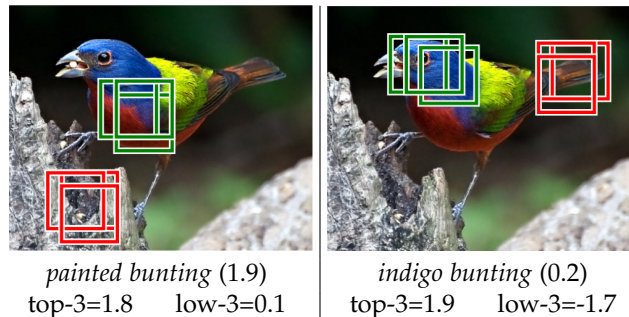 painted bunting (1.9)
top-3=1.8 low-3=0.1
indigo bunting (0.2)
top-3=1.9 low-3=-1.7